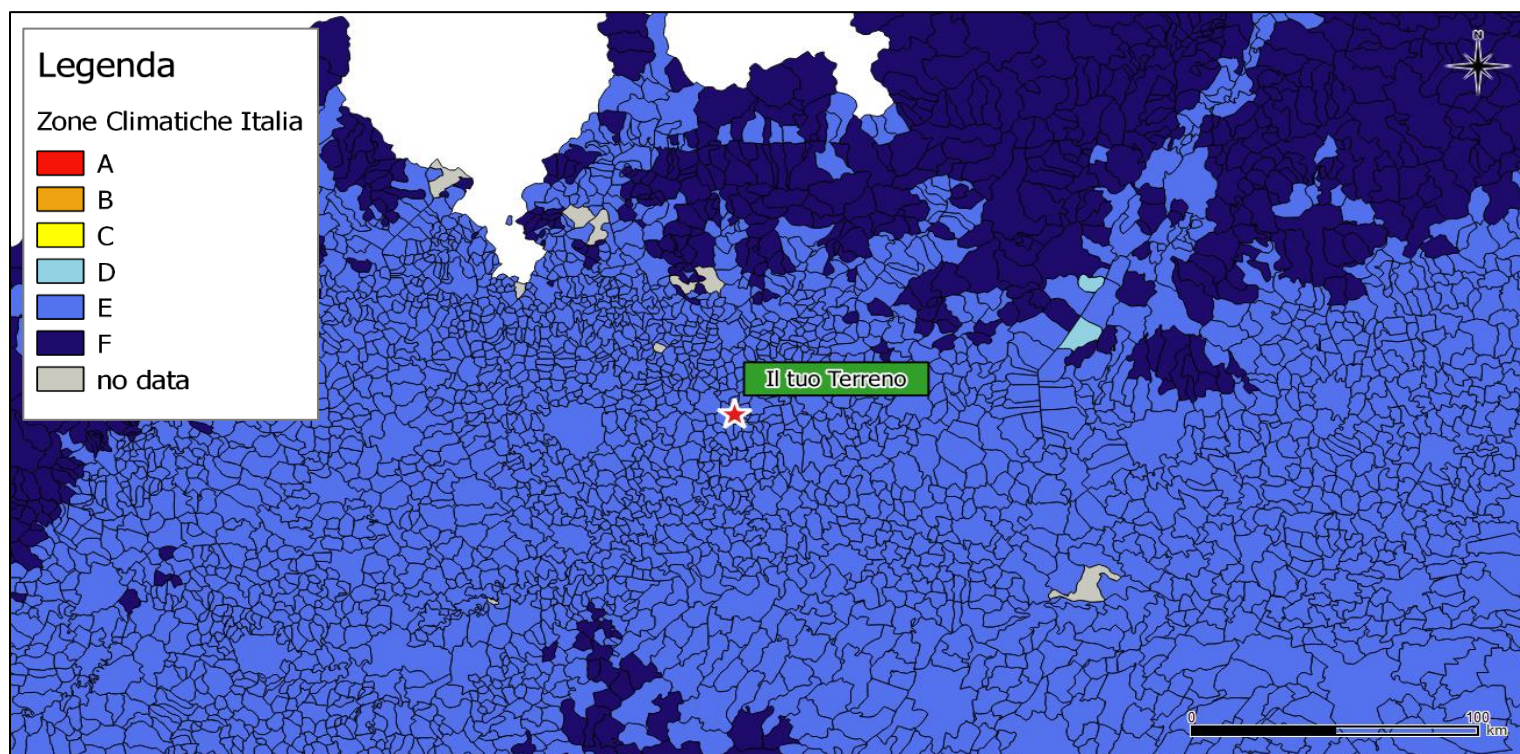 Legenda
Zone Climatiche Italia
A
B
C
D
E
F
no data
N
Il tuo Terreno
0 100
km